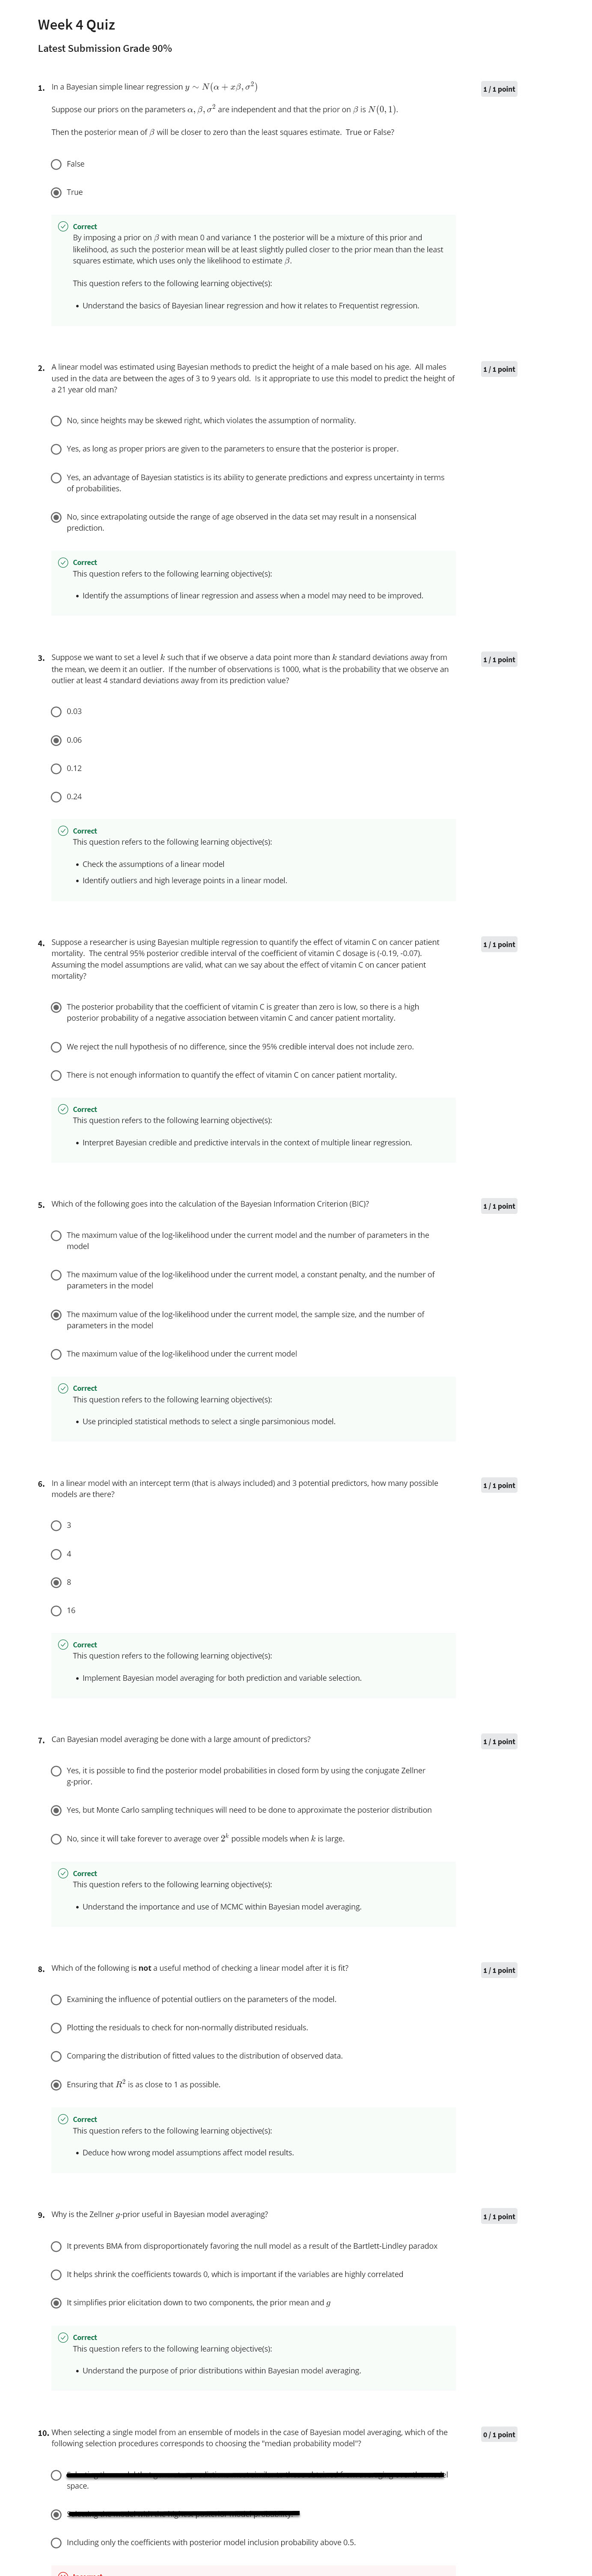 Week 4 Quiz
Latest Submission Grade 90%
1. In a Bayesian simple linear regression y ∼ N(α + xβ, σ²)
1 / 1 point
Suppose our priors on the parameters α, β, σ² are independent and that the prior on β is N(0, 1).
Then the posterior mean of β will be closer to zero than the least squares estimate. True or False?
False
True
Correct
By imposing a prior on β with mean 0 and variance 1 the posterior will be a mixture of this prior and
likelihood, as such the posterior mean will be at least slightly pulled closer to the prior mean than the least
squares estimate, which uses only the likelihood to estimate β.
This question refers to the following learning objective(s):
• Understand the basics of Bayesian linear regression and how it relates to Frequentist regression.
2. A linear model was estimated using Bayesian methods to predict the height of a male based on his age. All males
1 / 1 point
used in the data are between the ages of 3 to 9 years old. Is it appropriate to use this model to predict the height of
a 21 year old man?
No, since heights may be skewed right, which violates the assumption of normality.
Yes, as long as proper priors are given to the parameters to ensure that the posterior is proper.
Yes, an advantage of Bayesian statistics is its ability to generate predictions and express uncertainty in terms
of probabilities.
No, since extrapolating outside the range of age observed in the data set may result in a nonsensical
prediction.
Correct
This question refers to the following learning objective(s):
• Identify the assumptions of linear regression and assess when a model may need to be improved.
3. Suppose we want to set a level k such that if we observe a data point more than k standard deviations away from
1 / 1 point
the mean, we deem it an outlier. If the number of observations is 1000, what is the probability that we observe an
outlier at least 4 standard deviations away from its prediction value?
0.03
0.06
0.12
0.24
Correct
This question refers to the following learning objective(s):
• Check the assumptions of a linear model
• Identify outliers and high leverage points in a linear model.
4. Suppose a researcher is using Bayesian multiple regression to quantify the effect of vitamin C on cancer patient
1 / 1 point
mortality. The central 95% posterior credible interval of the coefficient of vitamin C dosage is (-0.19, -0.07).
Assuming the model assumptions are valid, what can we say about the effect of vitamin C on cancer patient
mortality?
The posterior probability that the coefficient of vitamin C is greater than zero is low, so there is a high
posterior probability of a negative association between vitamin C and cancer patient mortality.
We reject the null hypothesis of no difference, since the 95% credible interval does not include zero.
There is not enough information to quantify the effect of vitamin C on cancer patient mortality.
Correct
This question refers to the following learning objective(s):
• Interpret Bayesian credible and predictive intervals in the context of multiple linear regression.
5. Which of the following goes into the calculation of the Bayesian Information Criterion (BIC)?
1 / 1 point
The maximum value of the log-likelihood under the current model and the number of parameters in the
model
The maximum value of the log-likelihood under the current model, a constant penalty, and the number of
parameters in the model
The maximum value of the log-likelihood under the current model, the sample size, and the number of
parameters in the model
The maximum value of the log-likelihood under the current model
Correct
This question refers to the following learning objective(s):
• Use principled statistical methods to select a single parsimonious model.
6. In a linear model with an intercept term (that is always included) and 3 potential predictors, how many possible
1 / 1 point
models are there?
3
4
8
16
Correct
This question refers to the following learning objective(s):
• Implement Bayesian model averaging for both prediction and variable selection.
7. Can Bayesian model averaging be done with a large amount of predictors?
1 / 1 point
Yes, it is possible to find the posterior model probabilities in closed form by using the conjugate Zellner
g-prior.
Yes, but Monte Carlo sampling techniques will need to be done to approximate the posterior distribution
No, since it will take forever to average over 2ᵏ possible models when k is large.
Correct
This question refers to the following learning objective(s):
• Understand the importance and use of MCMC within Bayesian model averaging.
8. Which of the following is not a useful method of checking a linear model after it is fit?
1 / 1 point
Examining the influence of potential outliers on the parameters of the model.
Plotting the residuals to check for non-normally distributed residuals.
Comparing the distribution of fitted values to the distribution of observed data.
Ensuring that R² is as close to 1 as possible.
Correct
This question refers to the following learning objective(s):
• Deduce how wrong model assumptions affect model results.
9. Why is the Zellner g-prior useful in Bayesian model averaging?
1 / 1 point
It prevents BMA from disproportionately favoring the null model as a result of the Bartlett-Lindley paradox
It helps shrink the coefficients towards 0, which is important if the variables are highly correlated
It simplifies prior elicitation down to two components, the prior mean and g
Correct
This question refers to the following learning objective(s):
• Understand the purpose of prior distributions within Bayesian model averaging.
10. When selecting a single model from an ensemble of models in the case of Bayesian model averaging, which of the
0 / 1 point
following selection procedures corresponds to choosing the "median probability model"?
space.
Including only the coefficients with posterior model inclusion probability above 0.5.